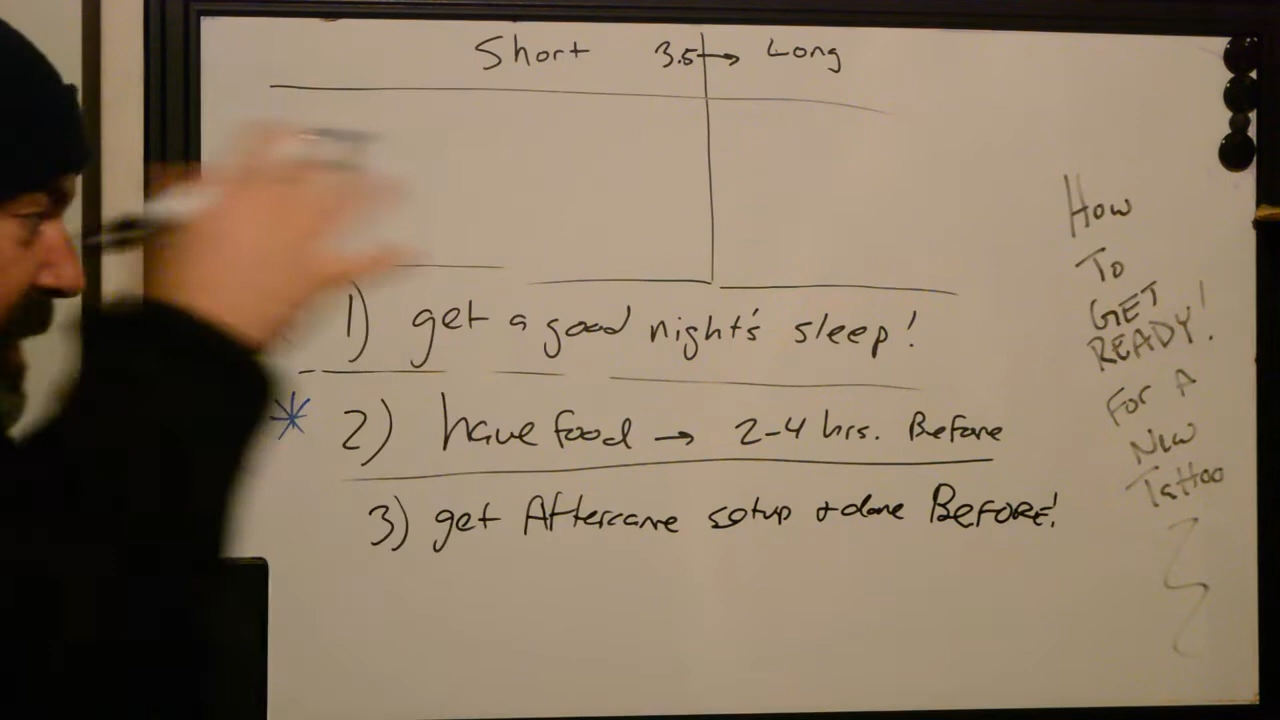 Short 3.5→ Long
1) get a good night's sleep!
* 2) have food → 2-4 hrs. Before
3) get Aftercare setup + done BEFORE!
How
To
GET
READY!
For A
New
Tattoo